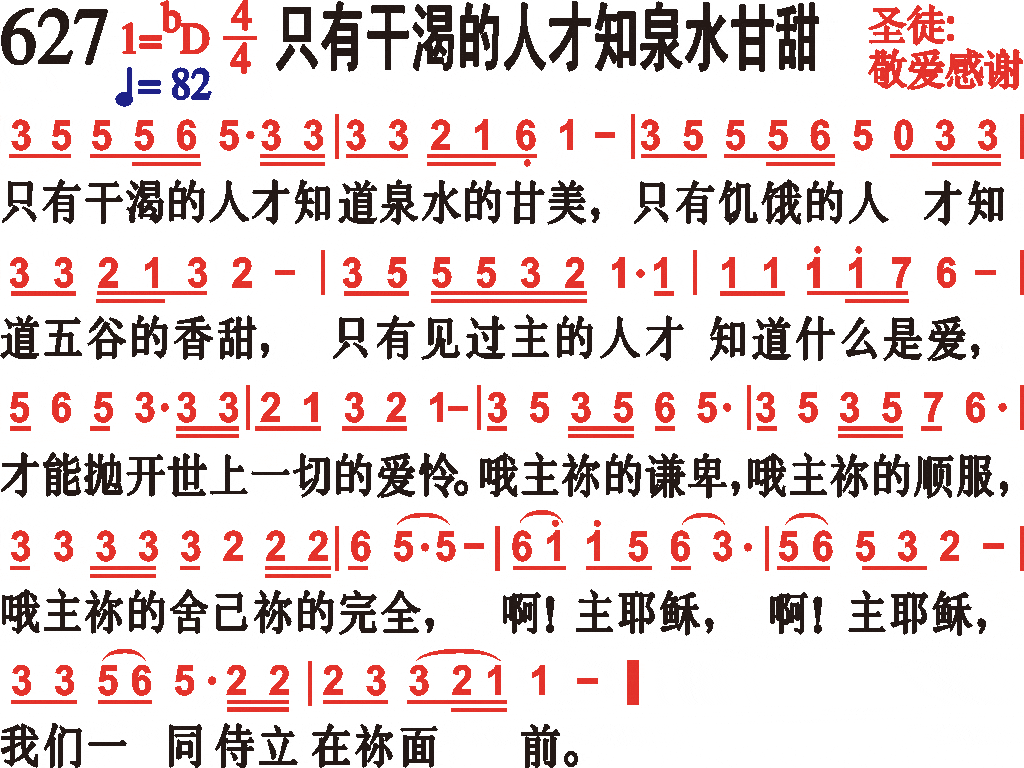 627 1=ᵇD 4/4 只有干渴的人才知泉水甘甜 圣徒:
♩= 82 敬爱感谢
3 5 5 5 6 5·3 3|3 3 2 1 6̣ 1 –|3 5 5 5 6 5 0 3 3|
只有干渴的人才知道泉水的甘美，只有饥饿的人 才知
3 3 2 1 3 2 – |3 5 5 5 3 2 1·1|1 1 1̇ 1̇ 7 6 –|
道五谷的香甜， 只有见过主的人才 知道什么是爱，
5 6 5 3·3 3|2 1 3 2 1–|3 5 3 5 6 5·|3 5 3 5 7 6·|
才能抛开世上一切的爱怜。哦主祢的谦卑，哦主祢的顺服，
3 3 3 3 3 2 2 2|6 5·5–|6 1̇ 1̇ 5 6 3·|5 6 5 3 2 –|
哦主祢的舍己祢的完全， 啊！主耶稣， 啊！主耶稣，
3 3 5 6 5·2 2|2 3 3 2 1 1 –
我们一 同侍立在祢面 前。